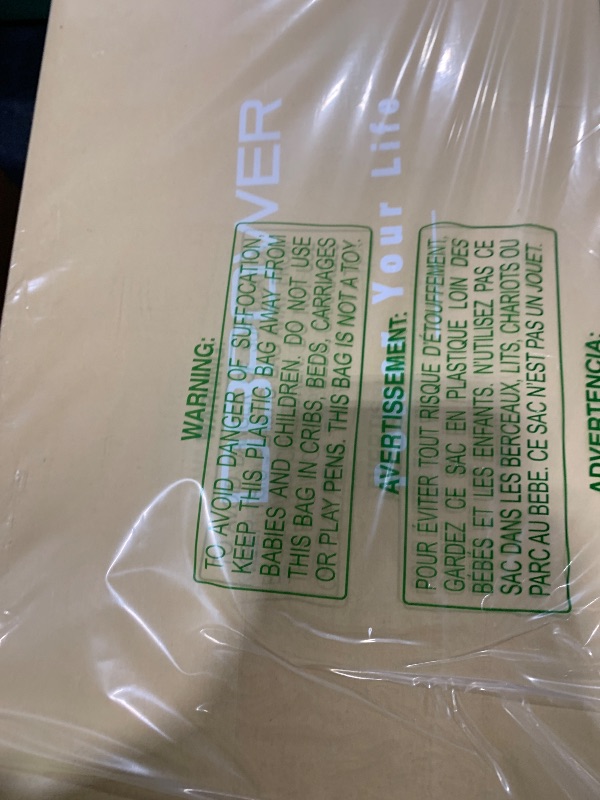 WARNING:
TO AVOID DANGER OF SUFFOCATION
KEEP THIS PLASTIC BAG AWAY FROM
BABIES AND CHILDREN. DO NOT USE
THIS BAG IN CRIBS, BEDS, CARRIAGES
OR PLAY PENS. THIS BAG IS NOT A TOY.
Your Life
AVERTISSEMENT:
POUR ÉVITER TOUT RISQUE D'ÉTOUFFEMENT,
GARDEZ CE SAC EN PLASTIQUE LOIN DES
BÉBÉS ET LES ENFANTS. N'UTILISEZ PAS CE
SAC DANS LES BERCEAUX, LITS, CHARIOTS OU
PARC AU BEBE. CE SAC N'EST PAS UN JOUET.
ADVERTENCIA: